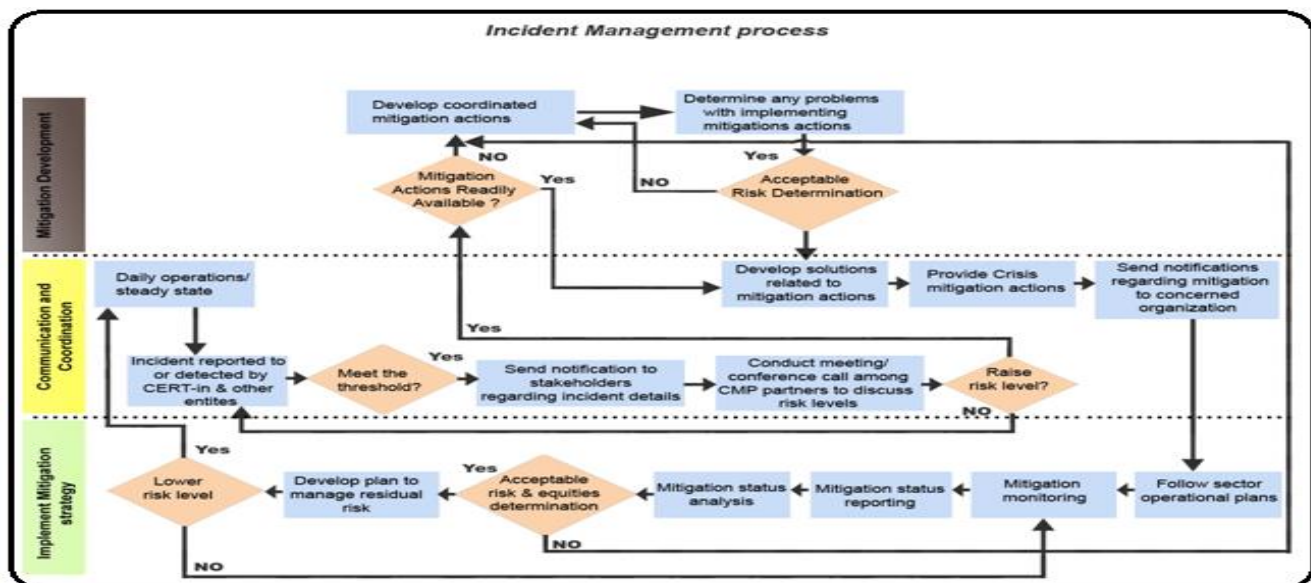 Incident Management process
Mitigation Development
Develop coordinated
mitigation actions
Determine any problems
with implementing
mitigations actions
NO
Yes
Mitigation
Actions Readily
Available ?
Yes
NO
Acceptable
Risk Determination
Communication and
Coordination
Daily operations/
steady state
Develop solutions
related to
mitigation actions
Provide Crisis
mitigation actions
Send notifications
regarding mitigation
to concerned
organization
Yes
Incident reported to
or detected by
CERT-in & other
entites
Meet the
threshold?
Yes
Send notification to
stakeholders
regarding incident details
Conduct meeting/
conference call among
CMP partners to discuss
risk levels
Raise
risk level?
NO
Implement Mitigation
strategy
Yes
Lower
risk level
Develop plan to
manage residual
risk
Yes
Acceptable
risk & equities
determination
Mitigation status
analysis
Mitigation status
reporting
Mitigation
monitoring
Follow sector
operational plans
NO
NO